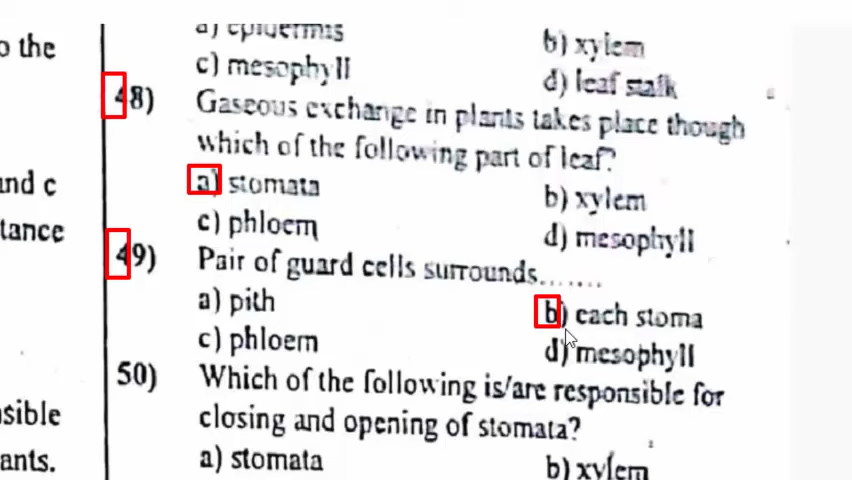 o the
nd c
tance
sible
ants.
a) epidermis b) xylem
c) mesophyll d) leaf stalk
48) Gaseous exchange in plants takes place though
which of the following part of leaf?
a) stomata b) xylem
c) phloem d) mesophyll
49) Pair of guard cells surrounds.......
a) pith b) each stoma
c) phloem d) mesophyll
50) Which of the following is/are responsible for
closing and opening of stomata?
a) stomata b) xylem